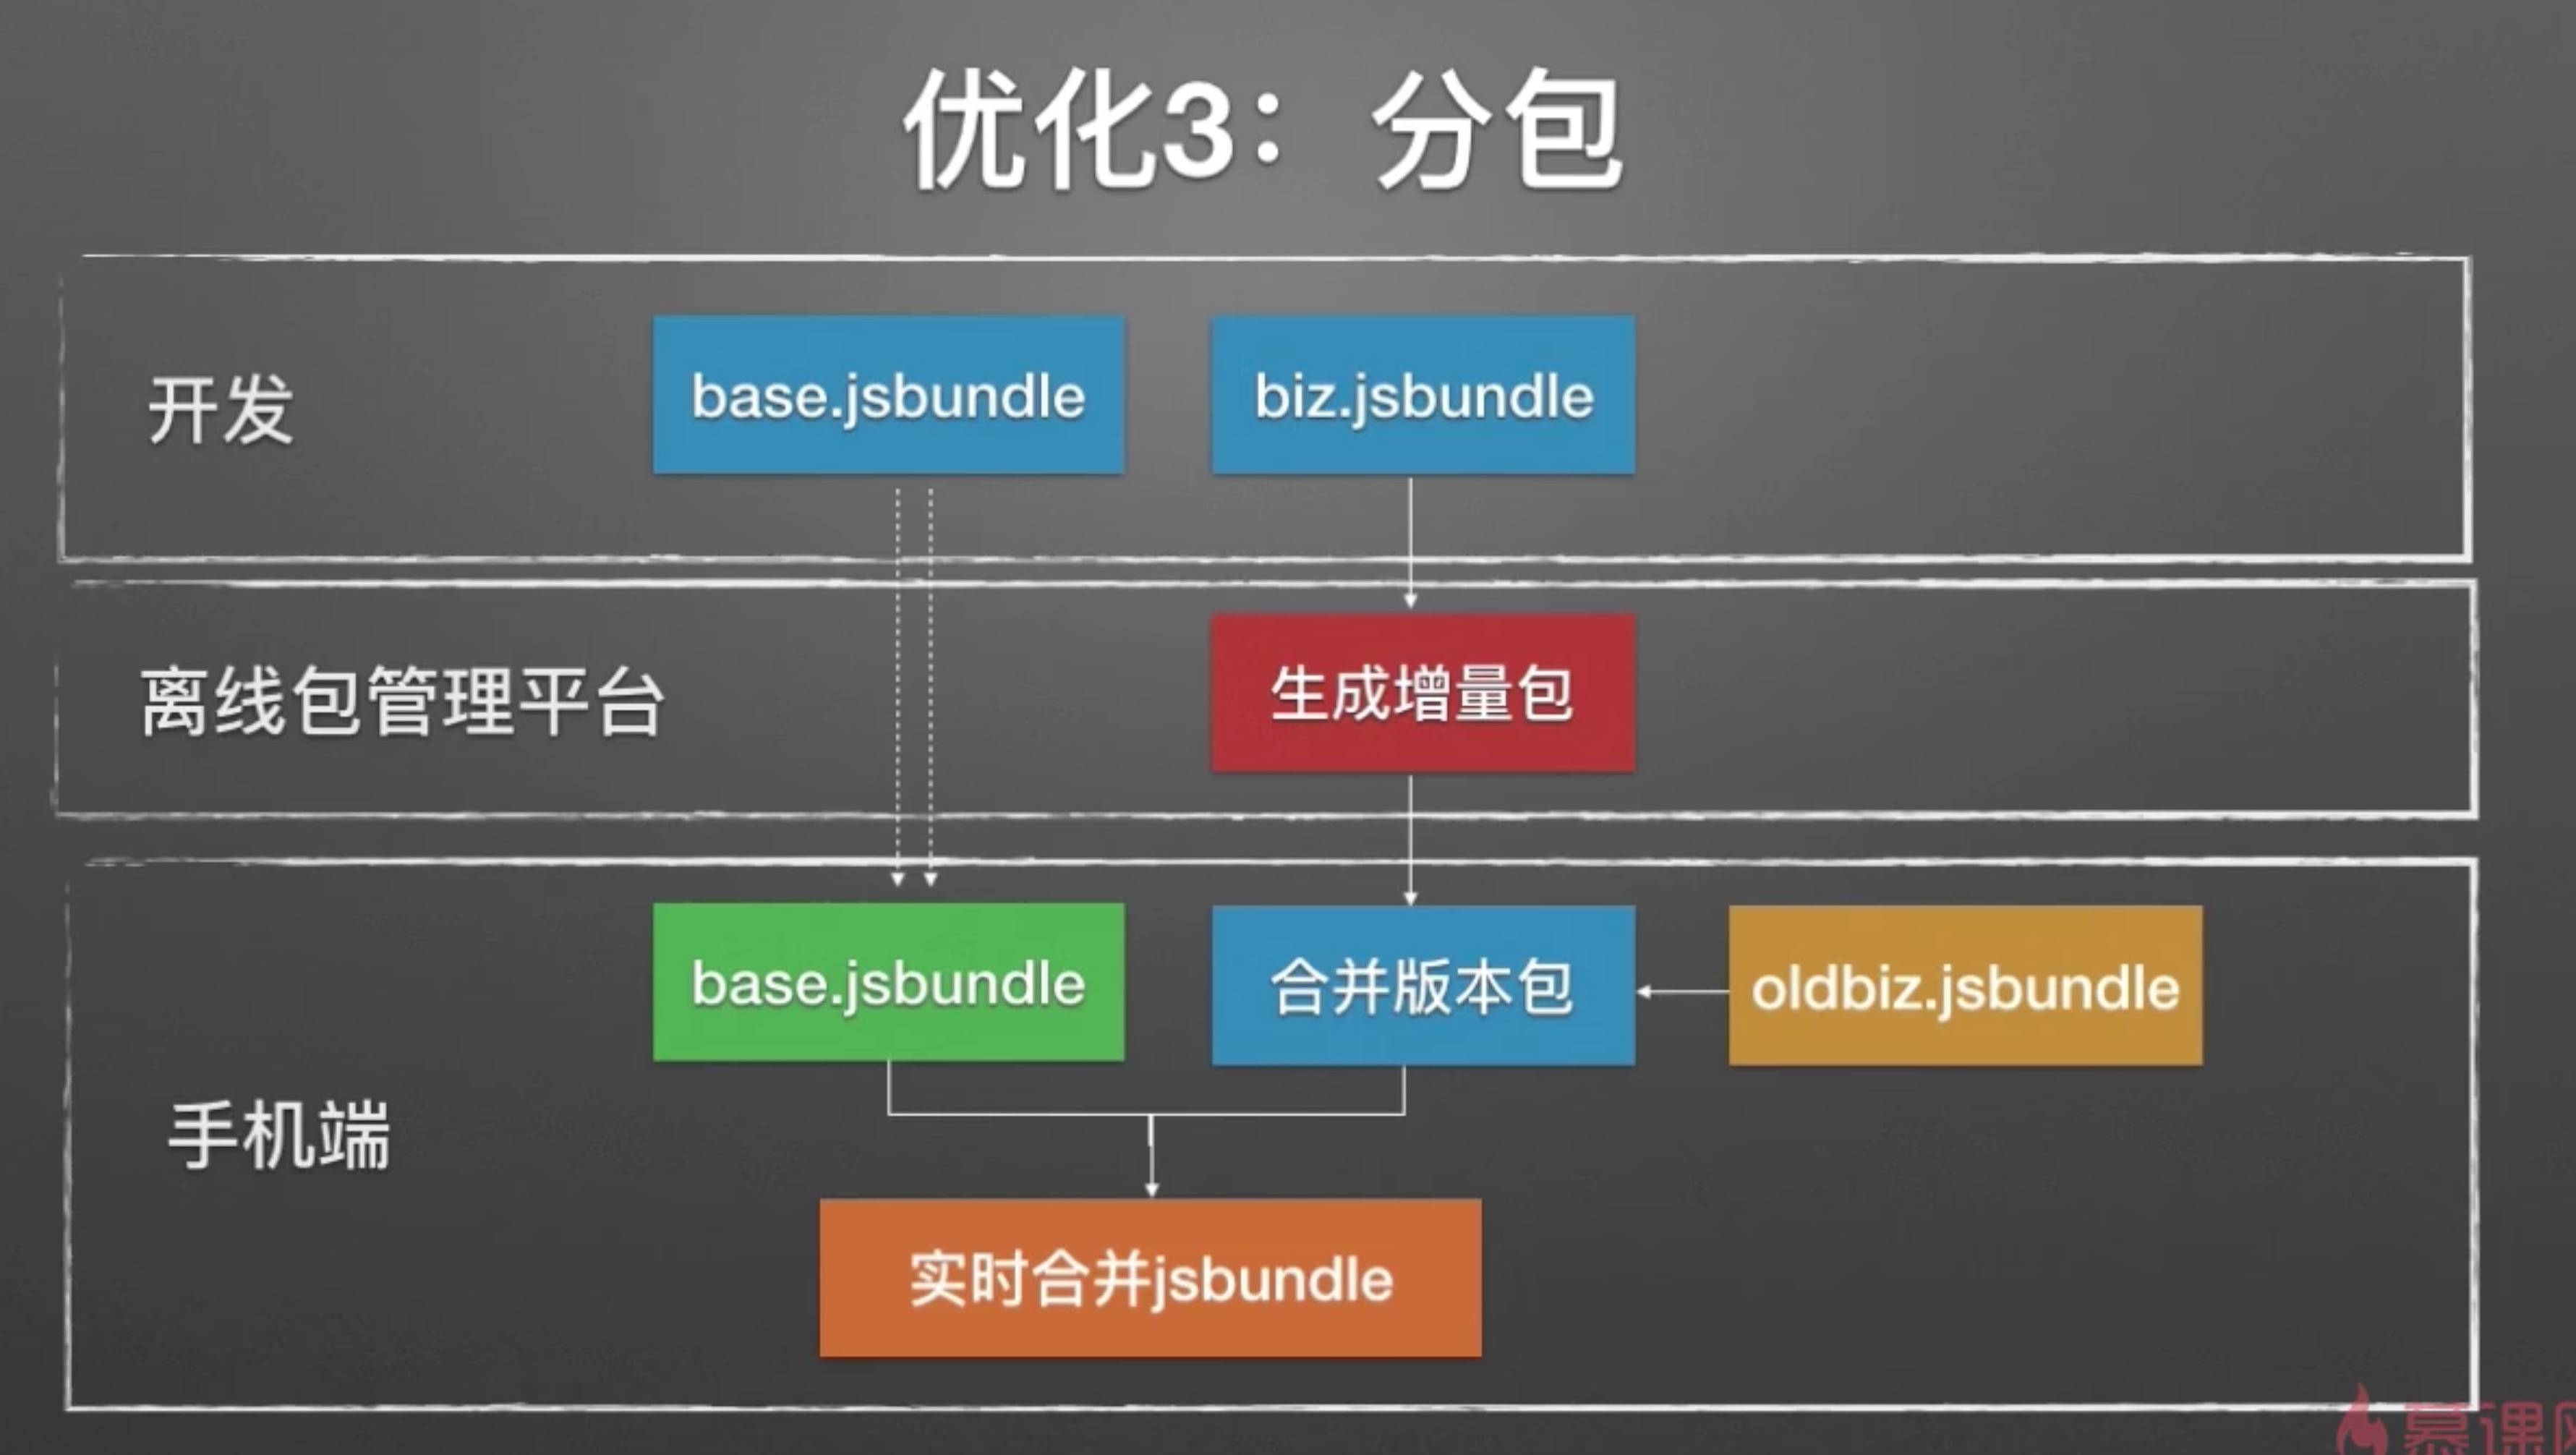 优化3：分包
开发
base.jsbundle
biz.jsbundle
离线包管理平台
生成增量包
手机端
base.jsbundle
合并版本包
oldbiz.jsbundle
实时合并jsbundle
慕课网